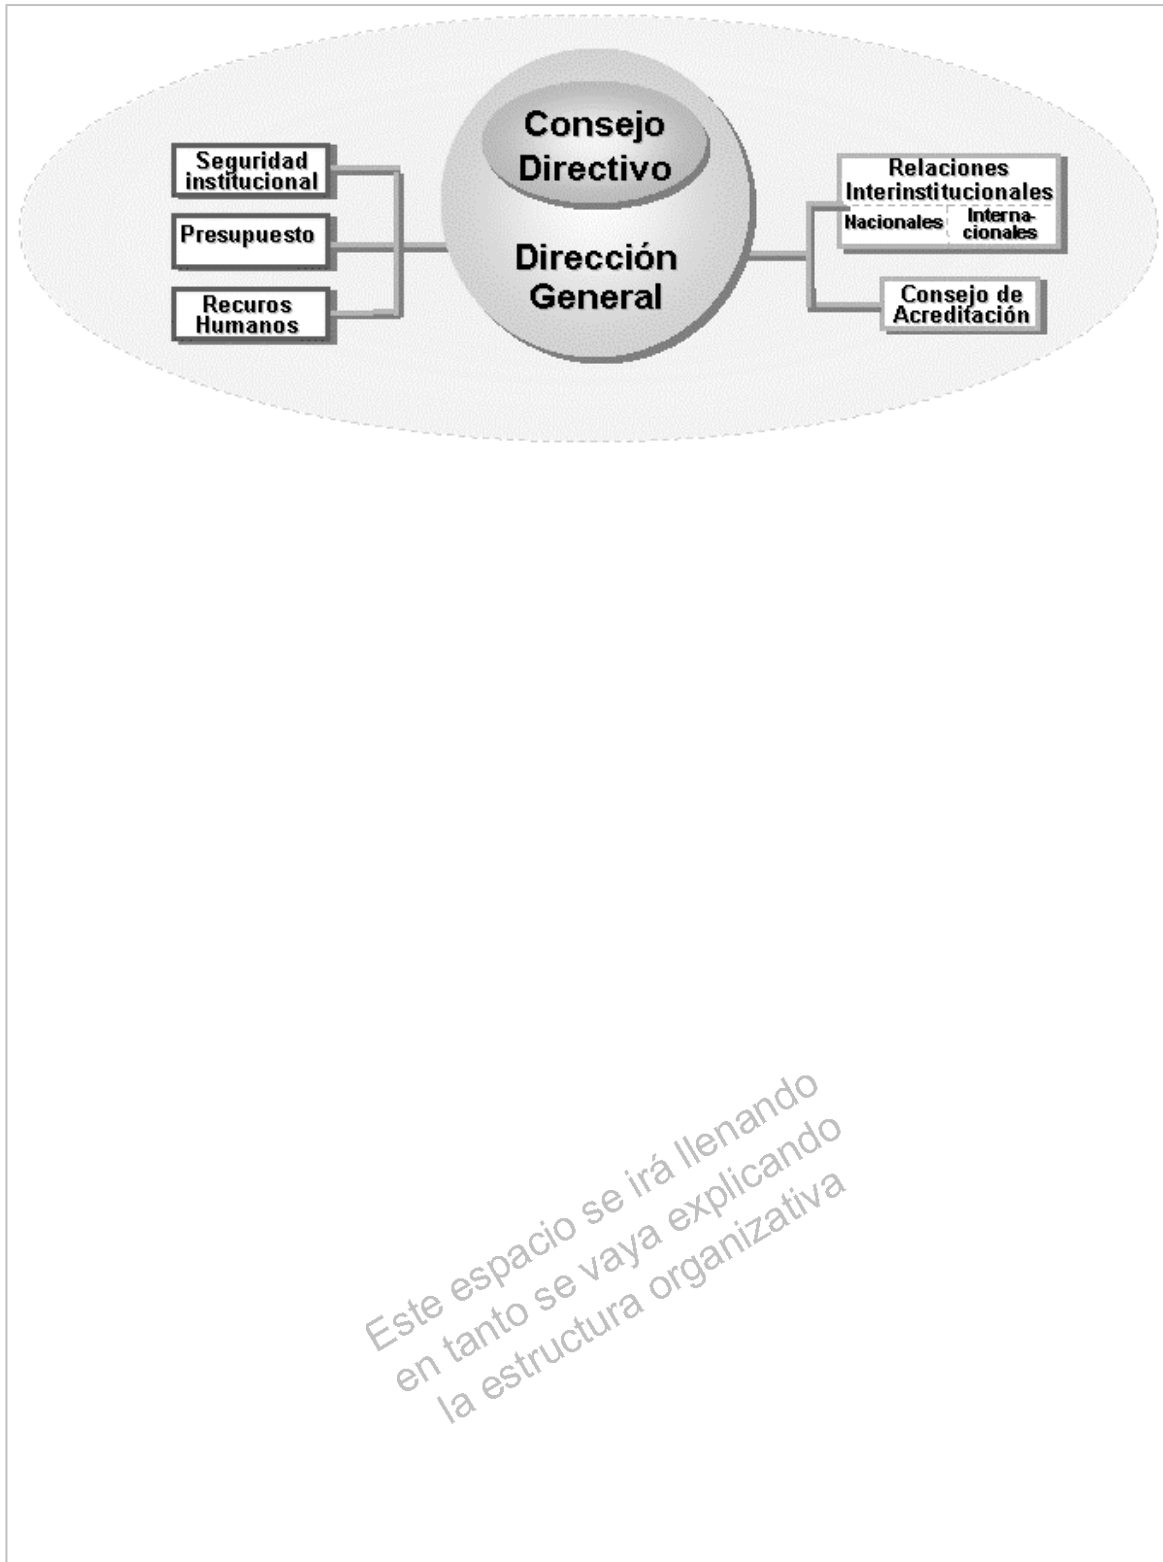 Consejo
Directivo
Dirección
General
Seguridad
institucional
Presupuesto
Recuros
Humanos
Relaciones
Interinstitucionales
Nacionales
Interna-
cionales
Consejo de
Acreditación
Este espacio se irá llenando
en tanto se vaya explicando
la estructura organizativa